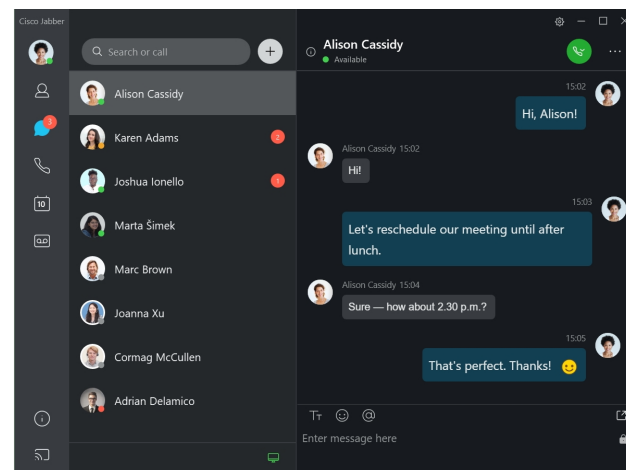 Cisco Jabber
Search or call
Alison Cassidy
Available
15:02
Alison Cassidy
Hi, Alison!
3
Karen Adams
2
Alison Cassidy 15:02
Hi!
Joshua Ionello
1
10
15:03
Marta Šimek
Let's reschedule our meeting until after
lunch.
Marc Brown
Alison Cassidy 15:04
Sure — how about 2.30 p.m.?
Joanna Xu
15:05
Cormag McCullen
That's perfect. Thanks!
Adrian Delamico
TT
Enter message here